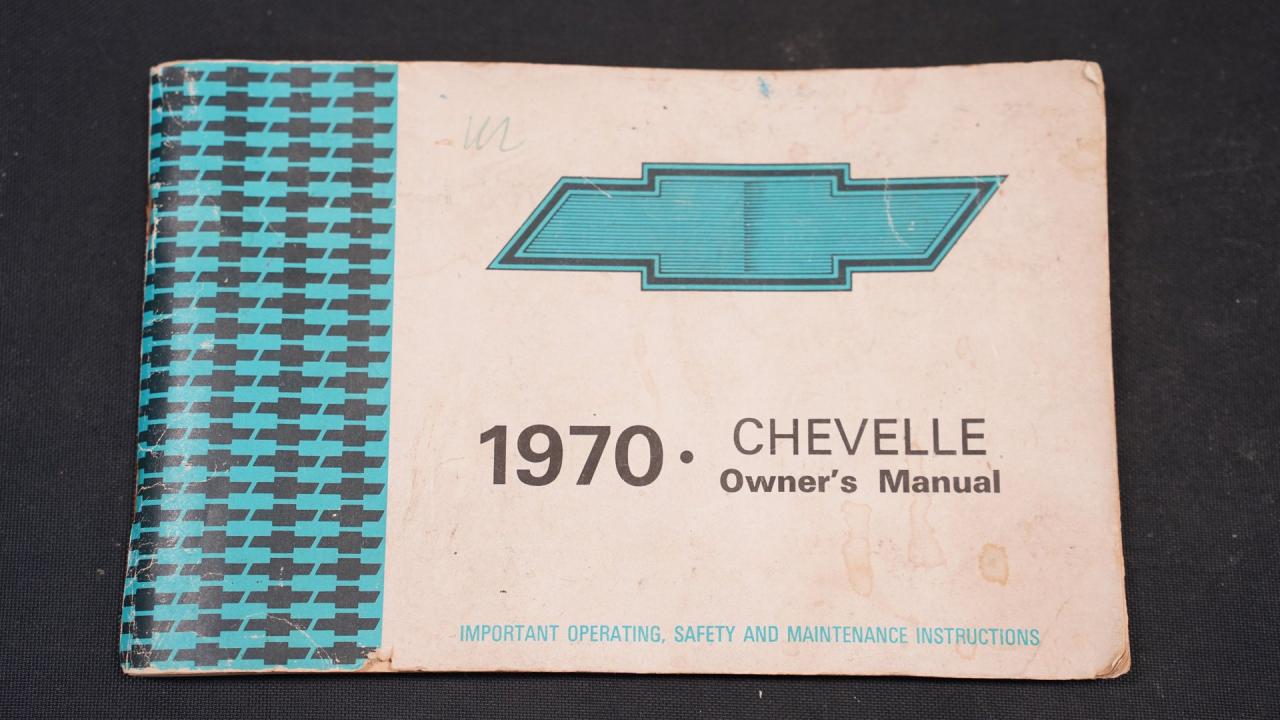 1970 • CHEVELLE
Owner's Manual
IMPORTANT OPERATING, SAFETY AND MAINTENANCE INSTRUCTIONS